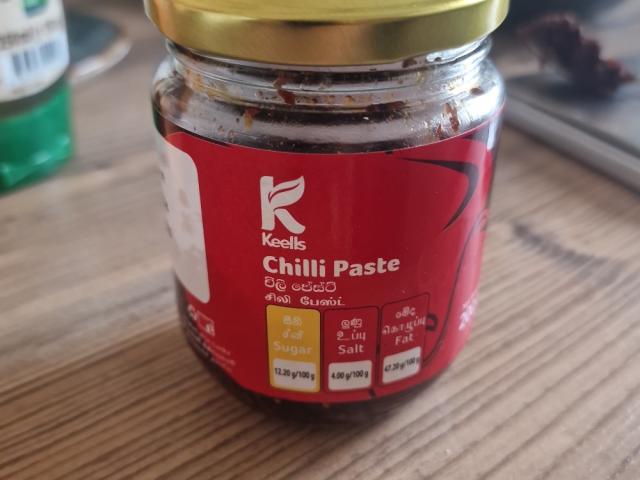 Keells
Chilli Paste
චිලි පේස්ට්
சிலி பேஸ்ட்
සීනි
சீனி
Sugar
12.20 g/100 g
ලුණු
உப்பு
Salt
4.00 g/100 g
මේද
கொழுப்பு
Fat
47.20 g/100 g